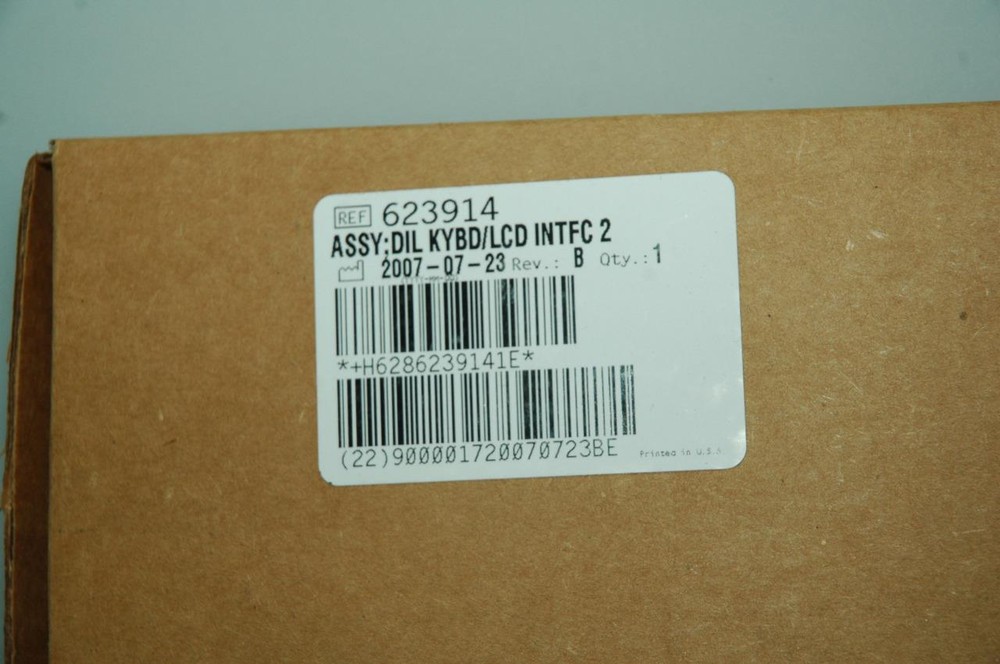 REF 623914
ASSY;DIL KYBD/LCD INTFC 2
2007-07-23 Rev.: B Qty.:1
*+H6286239141E*
(22)900001720070723BE
Printed in U.S.A